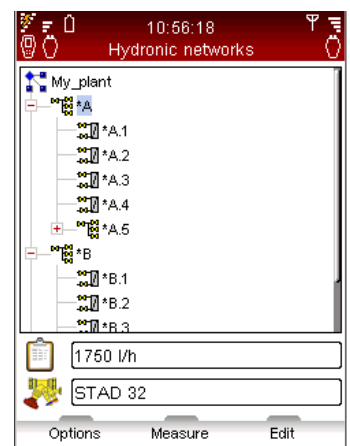 10:56:18
Hydronic networks
My_plant
*A
*A.1
*A.2
*A.3
*A.4
*A.5
*B
*B.1
*B.2
*B.3
1750 l/h
STAD 32
Options Measure Edit